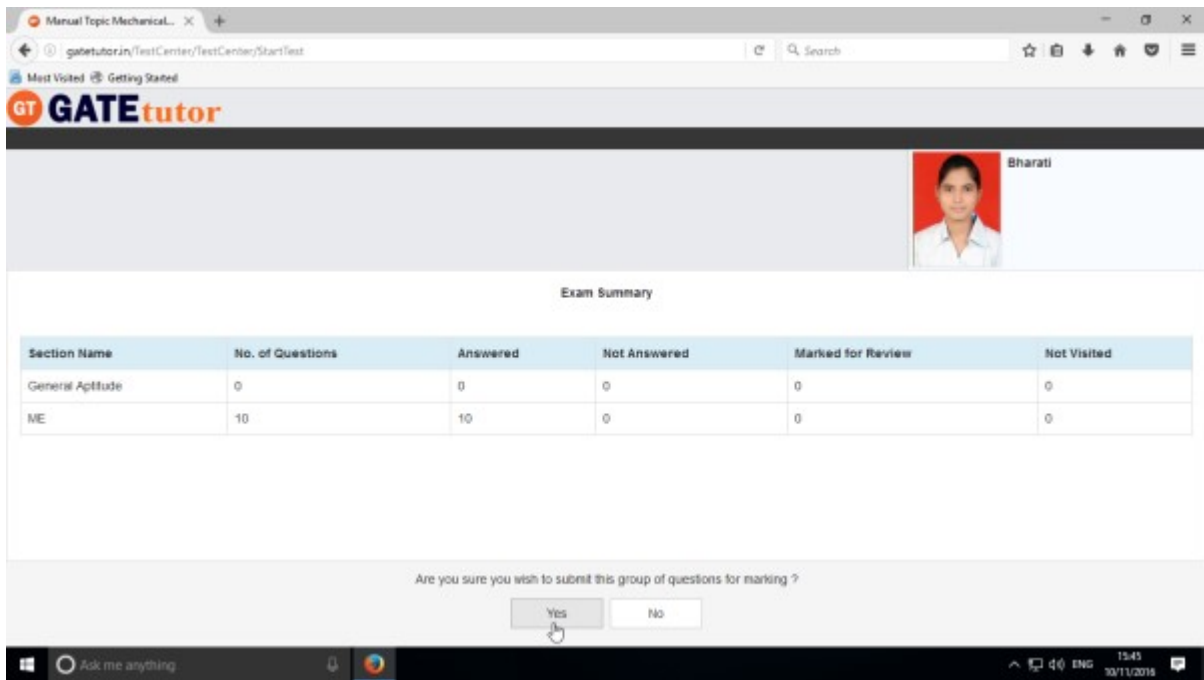 Manual Topic Mechanical...
gatetutor.in/TestCenter/TestCenter/StartTest
Search
Most Visited Getting Started
GT GATEtutor
Bharati
Exam Summary
Section Name No. of Questions Answered Not Answered Marked for Review Not Visited
General Aptitude 0 0 0 0 0
ME 10 10 0 0 0
Are you sure you wish to submit this group of questions for marking ?
Yes No
Ask me anything ENG 15:45
10/11/2016